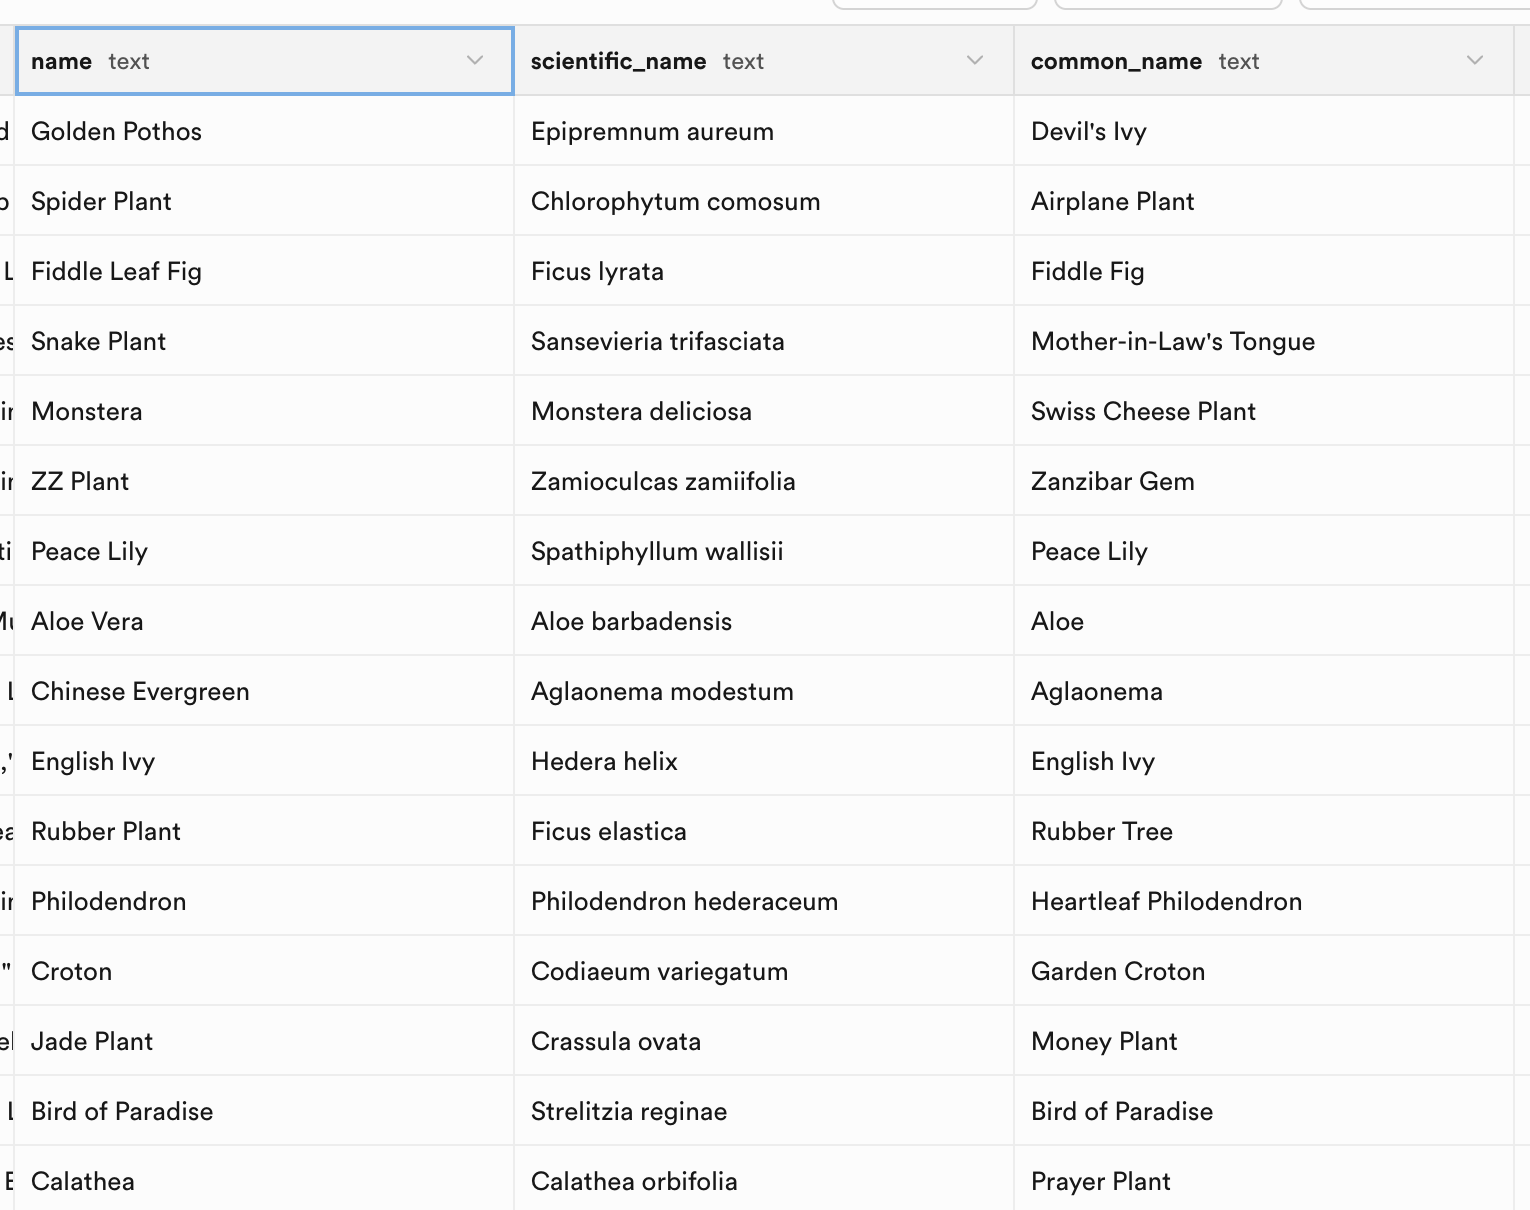 name text scientific_name text common_name text
Golden Pothos Epipremnum aureum Devil's Ivy
Spider Plant Chlorophytum comosum Airplane Plant
Fiddle Leaf Fig Ficus lyrata Fiddle Fig
Snake Plant Sansevieria trifasciata Mother-in-Law's Tongue
Monstera Monstera deliciosa Swiss Cheese Plant
ZZ Plant Zamioculcas zamiifolia Zanzibar Gem
Peace Lily Spathiphyllum wallisii Peace Lily
Aloe Vera Aloe barbadensis Aloe
Chinese Evergreen Aglaonema modestum Aglaonema
English Ivy Hedera helix English Ivy
Rubber Plant Ficus elastica Rubber Tree
Philodendron Philodendron hederaceum Heartleaf Philodendron
Croton Codiaeum variegatum Garden Croton
Jade Plant Crassula ovata Money Plant
Bird of Paradise Strelitzia reginae Bird of Paradise
Calathea Calathea orbifolia Prayer Plant